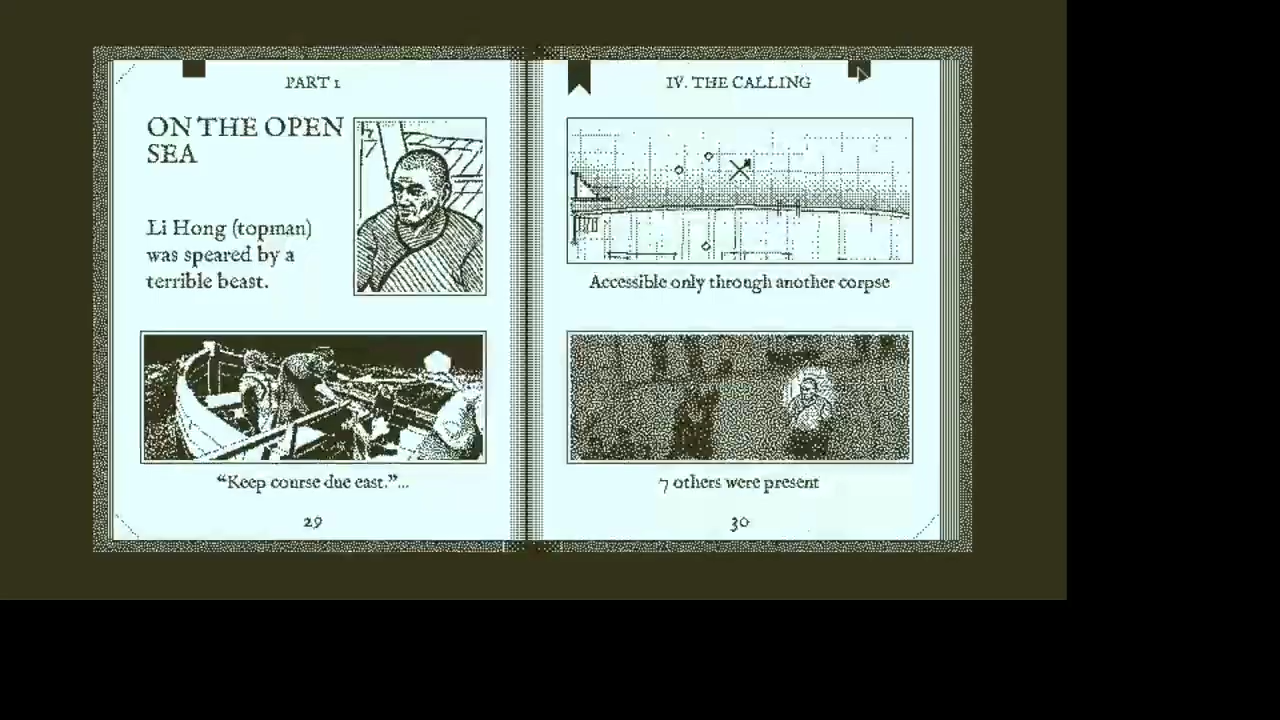 PART 1
ON THE OPEN
SEA
Li Hong (topman)
was speared by a
terrible beast.
“Keep course due east.”...
29
IV. THE CALLING
Accessible only through another corpse
7 others were present
30